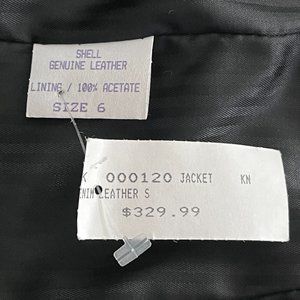 SHELL
GENUINE LEATHER
LINING / 100% ACETATE
SIZE 6
000120 JACKET KN
LEATHER S
$329.99